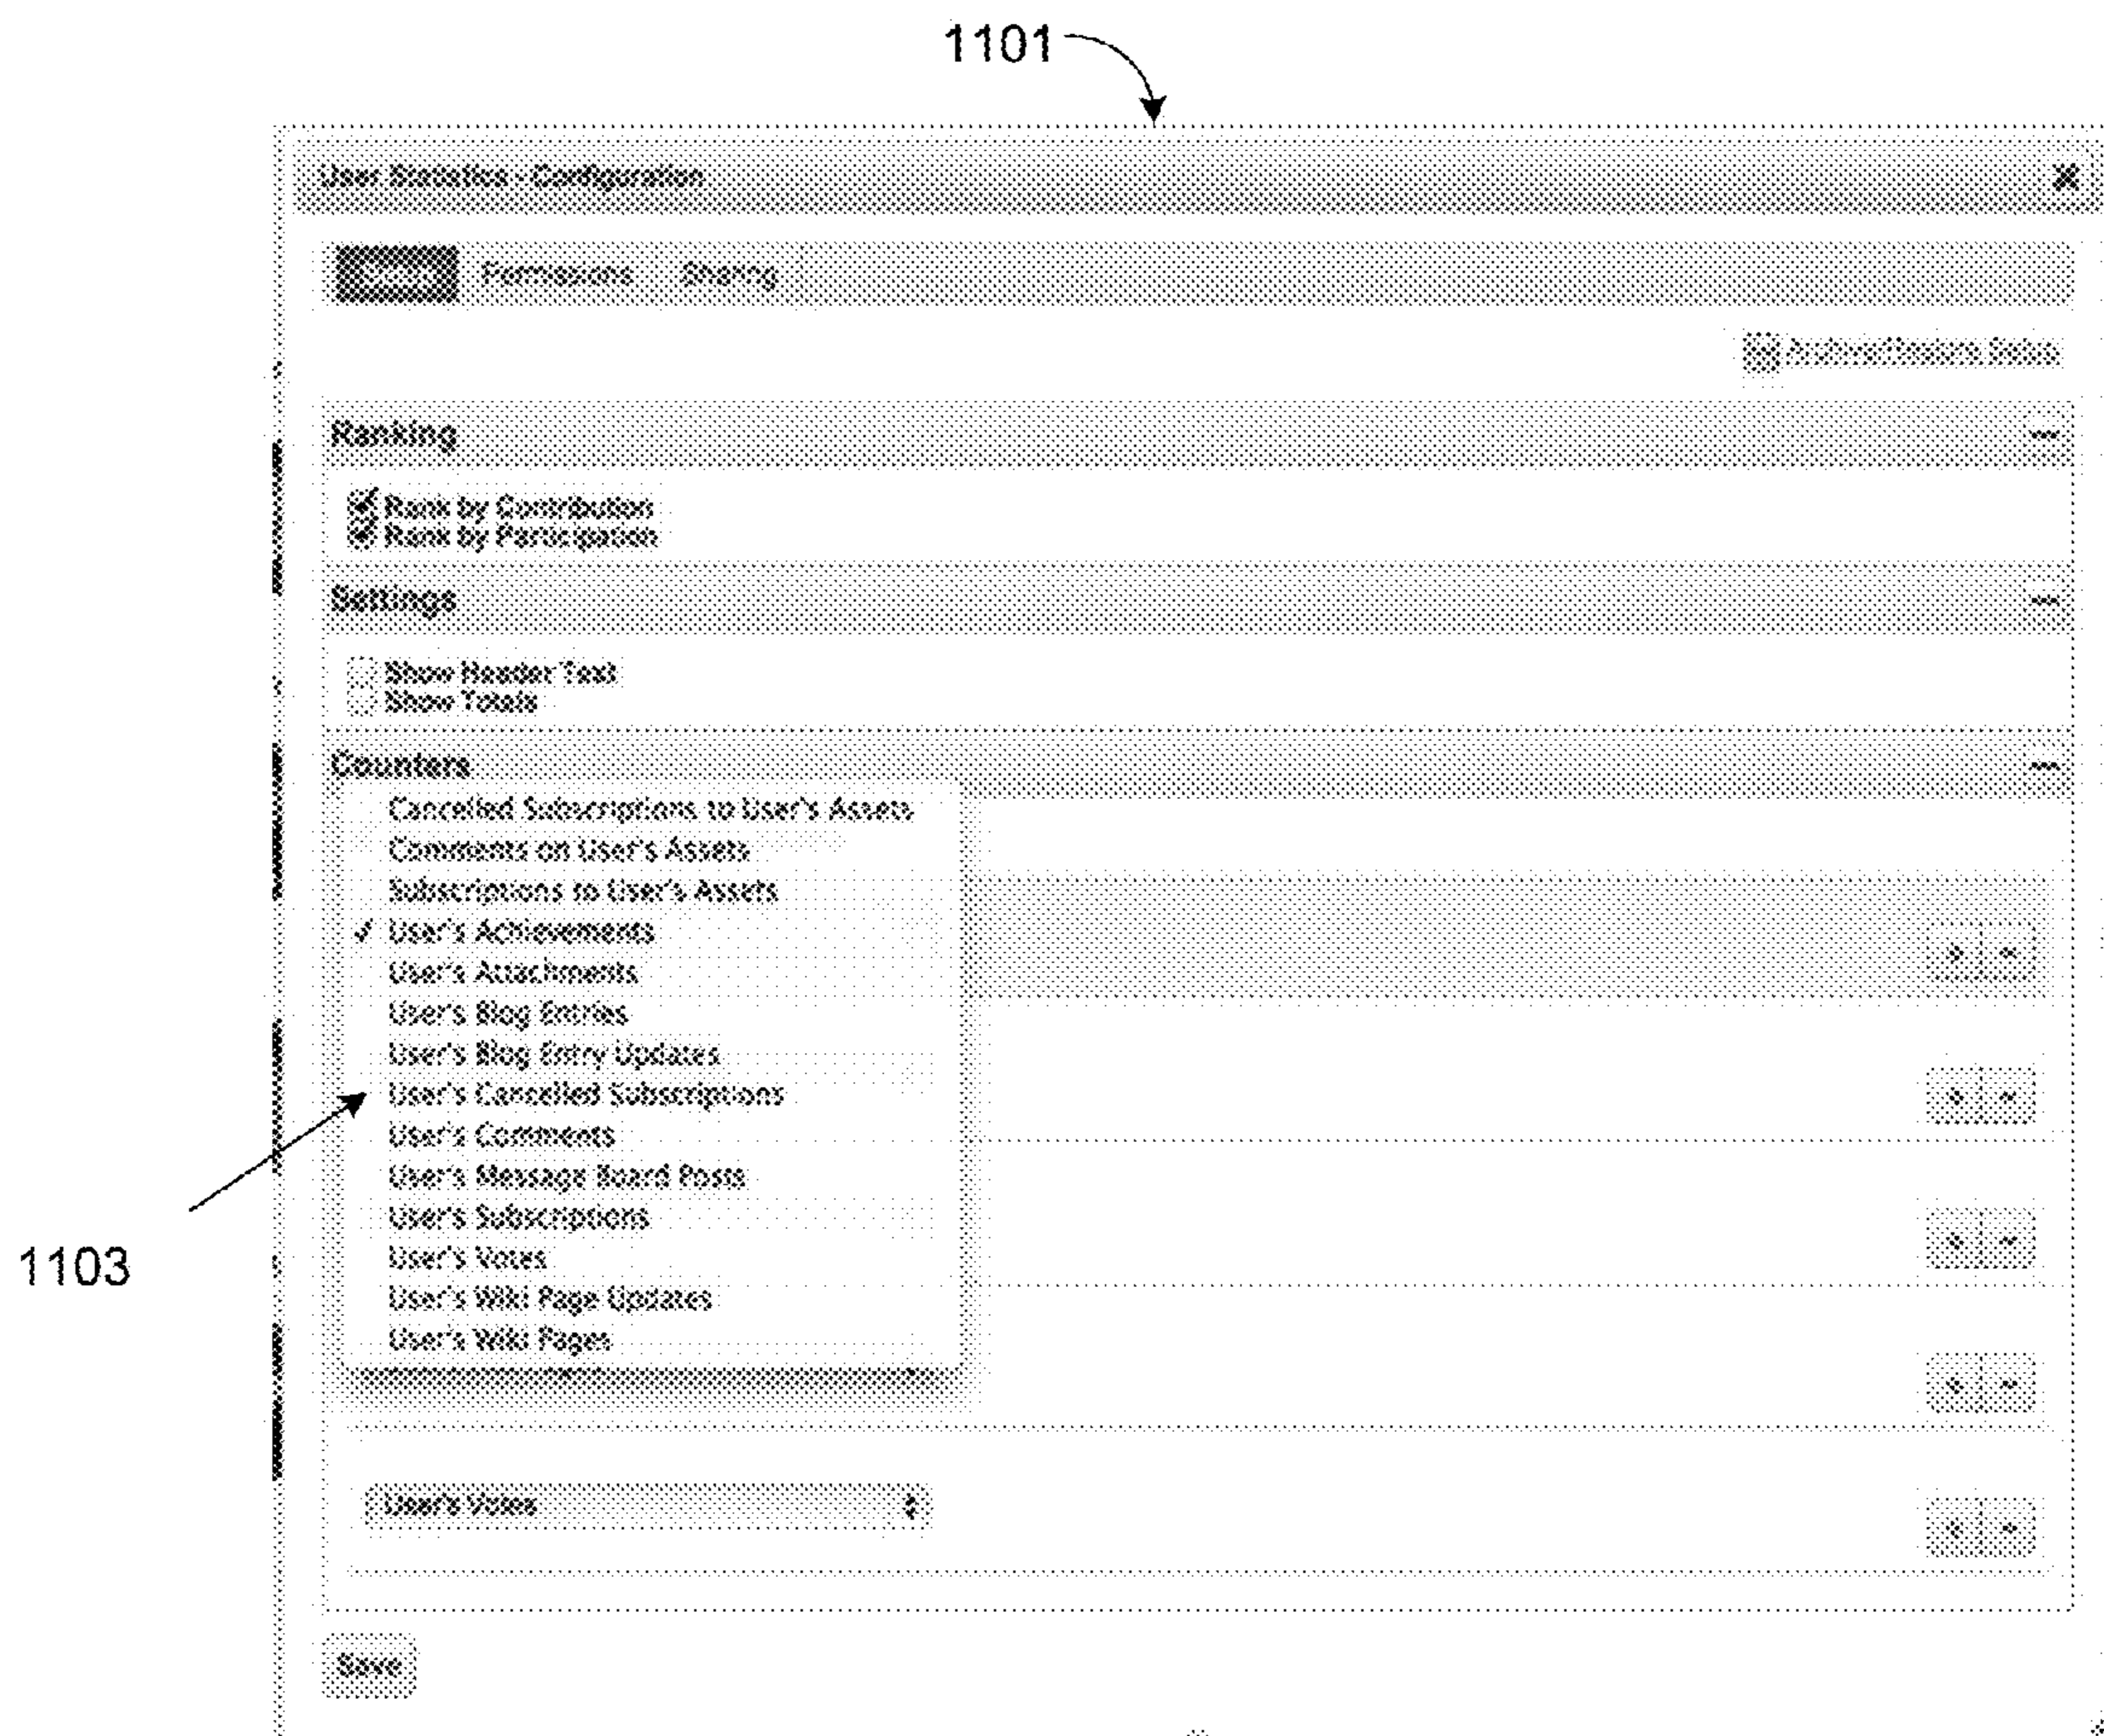 1101
User Statistics - Configuration
Permissions Sharing
Archive/Restore Setup
Ranking
Rank by Contribution
Rank by Participation
Settings
Show Header Text
Show Totals
Counters
Cancelled Subscriptions to User's Assets
Comments on User's Assets
Subscriptions to User's Assets
✓ User's Achievements
User's Attachments
User's Blog Entries
User's Blog Entry Updates
User's Cancelled Subscriptions
User's Comments
User's Message Board Posts
User's Subscriptions
User's Votes
User's Wiki Page Updates
User's Wiki Pages
1103
User's Votes
Save